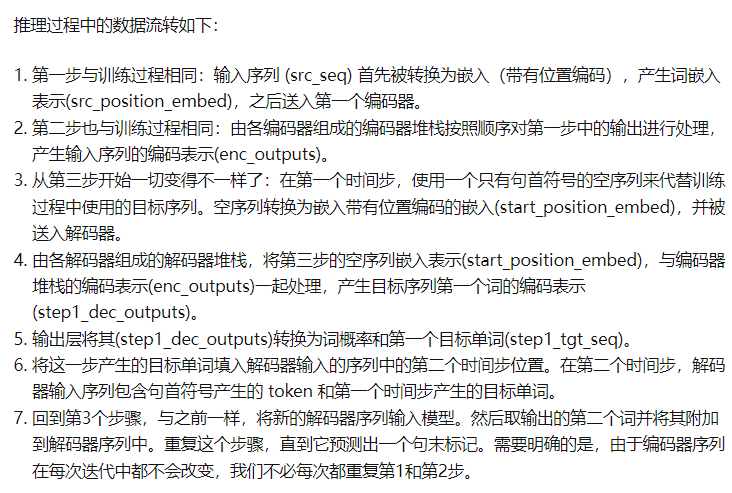 推理过程中的数据流转如下：
1. 第一步与训练过程相同：输入序列 (src_seq) 首先被转换为嵌入（带有位置编码），产生词嵌入
表示(src_position_embed)，之后送入第一个编码器。
2. 第二步也与训练过程相同：由各编码器组成的编码器堆栈按照顺序对第一步中的输出进行处理，
产生输入序列的编码表示(enc_outputs)。
3. 从第三步开始一切变得不一样了：在第一个时间步，使用一个只有句首符号的空序列来代替训练
过程中使用的目标序列。空序列转换为嵌入带有位置编码的嵌入(start_position_embed)，并被
送入解码器。
4. 由各解码器组成的解码器堆栈，将第三步的空序列嵌入表示(start_position_embed)，与编码器
堆栈的编码表示(enc_outputs)一起处理，产生目标序列第一个词的编码表示
(step1_dec_outputs)。
5. 输出层将其(step1_dec_outputs)转换为词概率和第一个目标单词(step1_tgt_seq)。
6. 将这一步产生的目标单词填入解码器输入的序列中的第二个时间步位置。在第二个时间步，解码
器输入序列包含句首符号产生的 token 和第一个时间步产生的目标单词。
7. 回到第3个步骤，与之前一样，将新的解码器序列输入模型。然后取输出的第二个词并将其附加
到解码器序列中。重复这个步骤，直到它预测出一个句末标记。需要明确的是，由于编码器序列
在每次迭代中都不会改变，我们不必每次都重复第1和第2步。